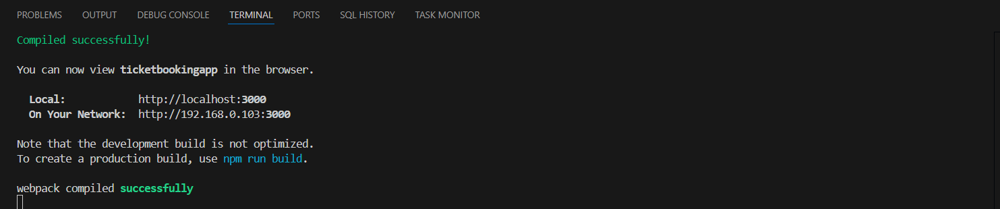 PROBLEMS OUTPUT DEBUG CONSOLE TERMINAL PORTS SQL HISTORY TASK MONITOR
Compiled successfully!
You can now view ticketbookingapp in the browser.
Local: http://localhost:3000
On Your Network: http://192.168.0.103:3000
Note that the development build is not optimized.
To create a production build, use npm run build.
webpack compiled successfully